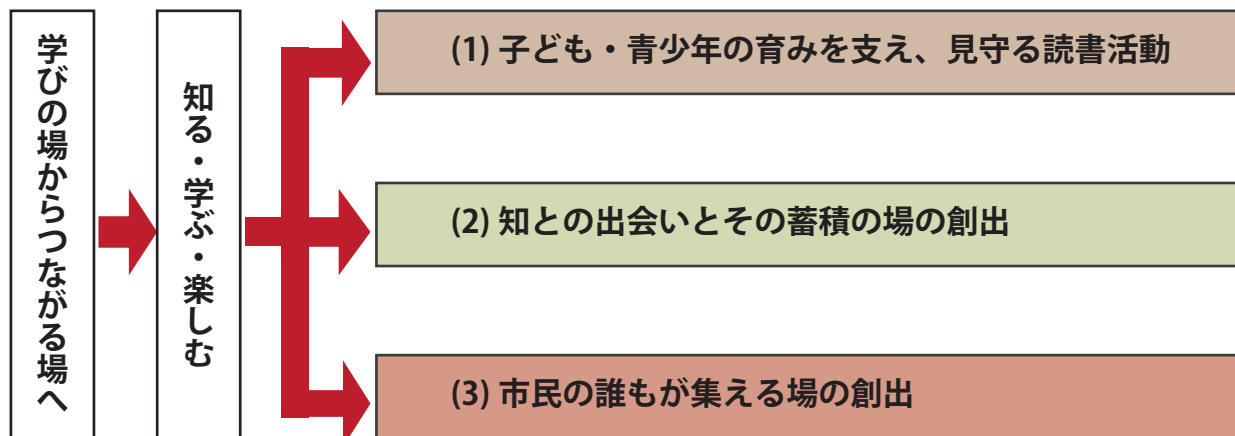 学びの場からつながる場へ
知る・学ぶ・楽しむ
(1) 子ども・青少年の育みを支え、見守る読書活動
(2) 知との出会いとその蓄積の場の創出
(3) 市民の誰もが集える場の創出